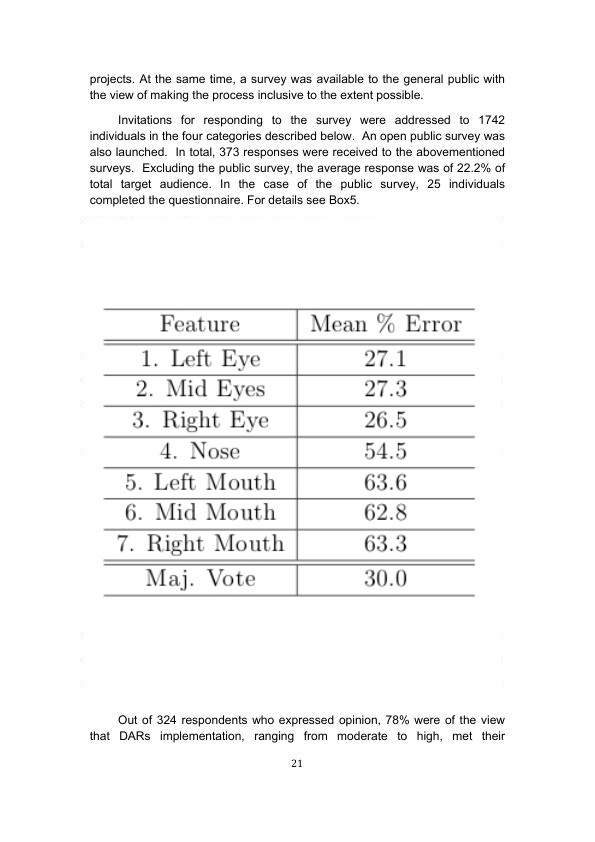 projects. At the same time, a survey was available to the general public with
the view of making the process inclusive to the extent possible.
Invitations for responding to the survey were addressed to 1742
individuals in the four categories described below. An open public survey was
also launched. In total, 373 responses were received to the abovementioned
surveys. Excluding the public survey, the average response was of 22.2% of
total target audience. In the case of the public survey, 25 individuals
completed the questionnaire. For details see Box5.
Feature Mean % Error
1. Left Eye 27.1
2. Mid Eyes 27.3
3. Right Eye 26.5
4. Nose 54.5
5. Left Mouth 63.6
6. Mid Mouth 62.8
7. Right Mouth 63.3
Maj. Vote 30.0
Out of 324 respondents who expressed opinion, 78% were of the view
that DARs implementation, ranging from moderate to high, met their
21